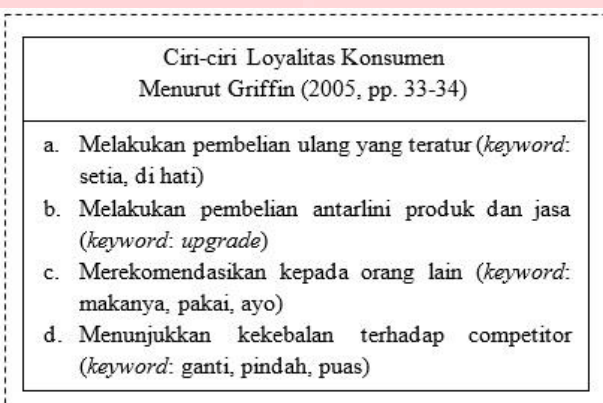 Ciri-ciri Loyalitas Konsumen
Menurut Griffin (2005, pp. 33-34)
a. Melakukan pembelian ulang yang teratur (keyword:
setia, di hati)
b. Melakukan pembelian antarlini produk dan jasa
(keyword: upgrade)
c. Merekomendasikan kepada orang lain (keyword:
makanya, pakai, ayo)
d. Menunjukkan kekebalan terhadap competitor
(keyword: ganti, pindah, puas)